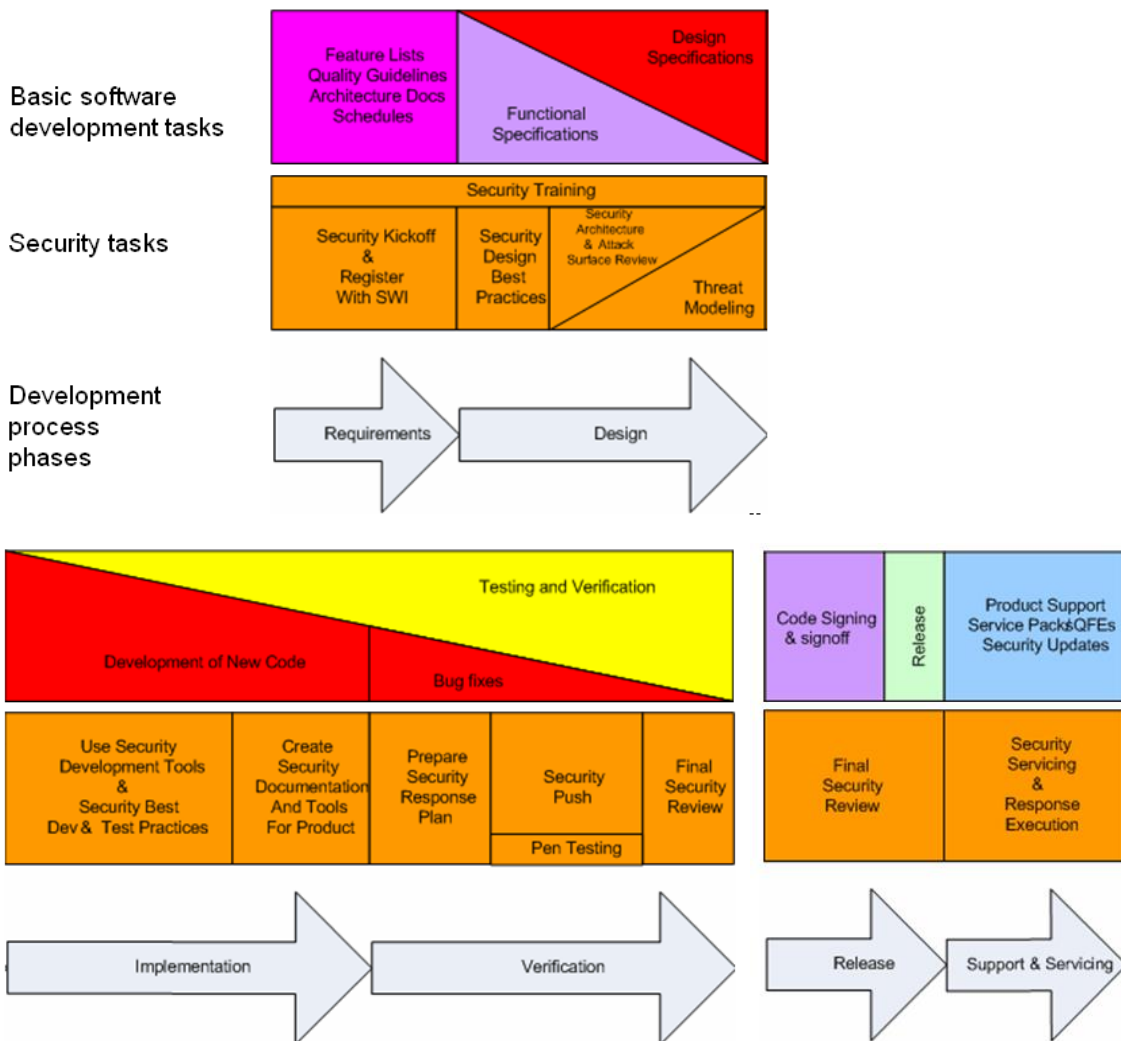 Basic software
development tasks
Feature Lists
Quality Guidelines
Architecture Docs
Schedules
Functional
Specifications
Design
Specifications
Security tasks
Security Training
Security Kickoff
&
Register
With SWI
Security
Design
Best
Practices
Security
Architecture
& Attack
Surface Review
Threat
Modeling
Development
process
phases
Requirements
Design
--
Testing and Verification
Development of New Code
Bug fixes
Code Signing
& signoff
Release
Product Support
Service Packs/QFEs
Security Updates
Use Security
Development Tools
&
Security Best
Dev & Test Practices
Create
Security
Documentation
And Tools
For Product
Prepare
Security
Response
Plan
Security
Push
Pen Testing
Final
Security
Review
Final
Security
Review
Security
Servicing
&
Response
Execution
Implementation
Verification
Release
Support & Servicing